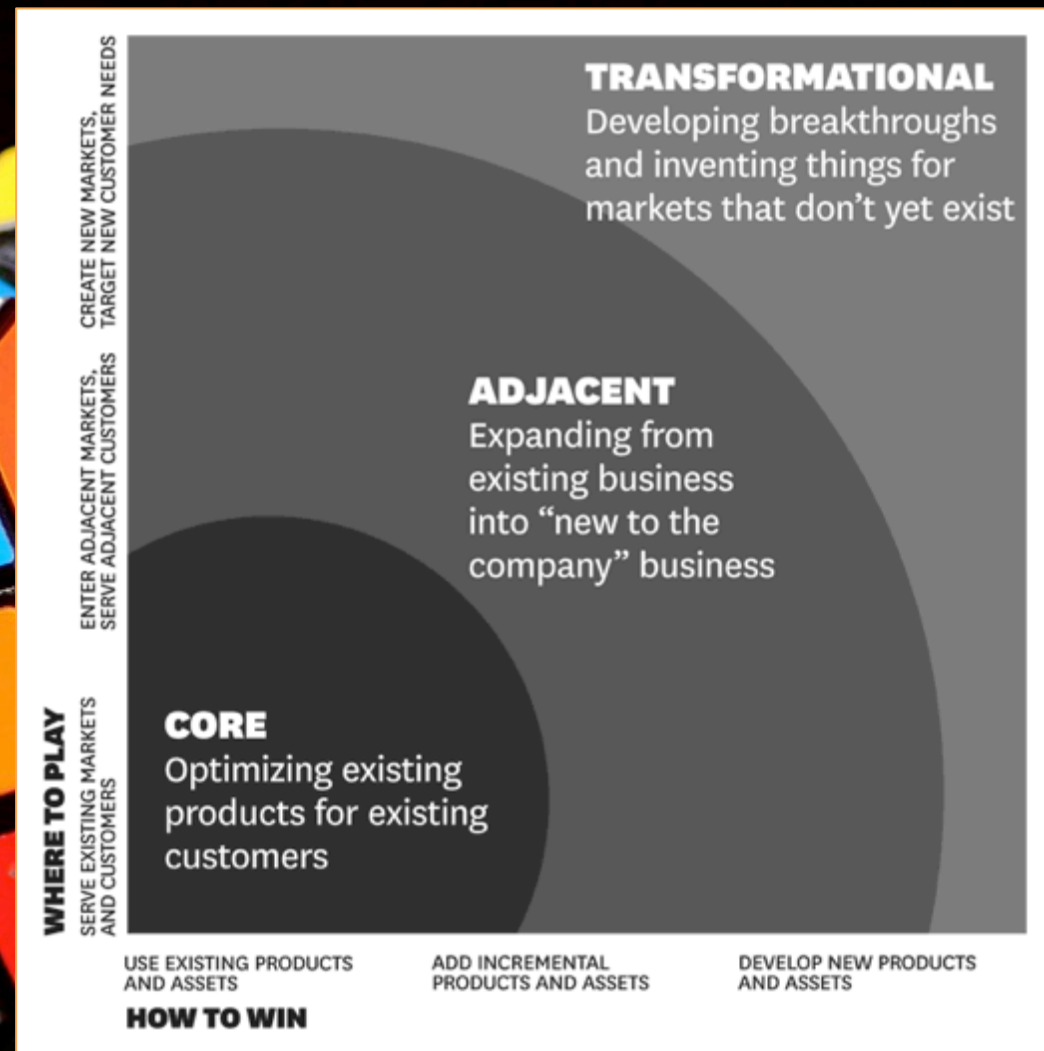 TRANSFORMATIONAL
Developing breakthroughs
and inventing things for
markets that don't yet exist
ADJACENT
Expanding from
existing business
into “new to the
company” business
CORE
Optimizing existing
products for existing
customers
WHERE TO PLAY
CREATE NEW MARKETS,
TARGET NEW CUSTOMER NEEDS
ENTER ADJACENT MARKETS,
SERVE ADJACENT CUSTOMERS
SERVE EXISTING MARKETS
AND CUSTOMERS
USE EXISTING PRODUCTS
AND ASSETS
ADD INCREMENTAL
PRODUCTS AND ASSETS
DEVELOP NEW PRODUCTS
AND ASSETS
HOW TO WIN